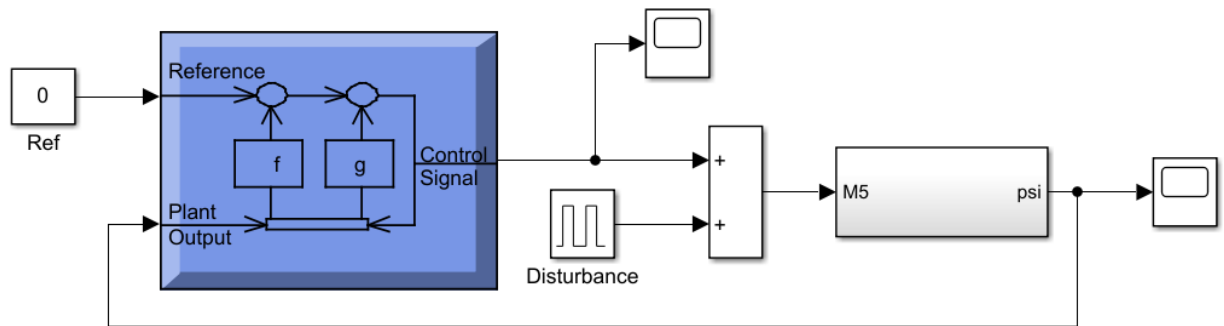 Reference
0
Ref
f
g
Control
Signal
Plant
Output
+
+
Disturbance
M5
psi